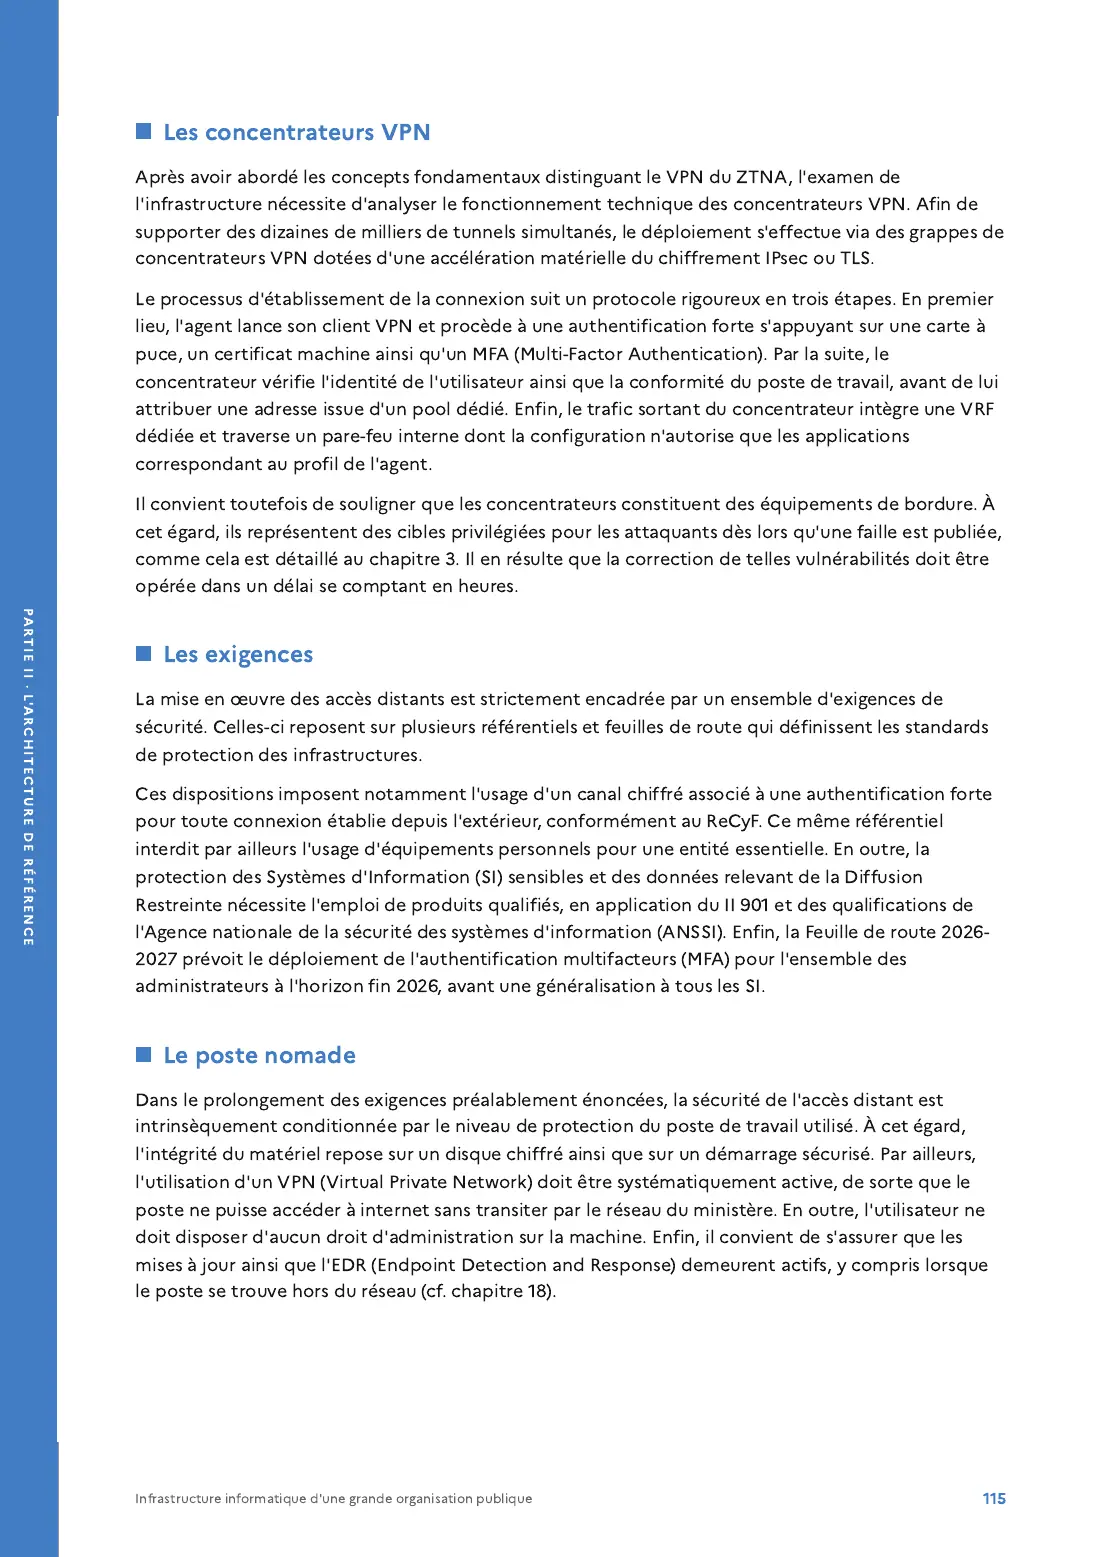 Les concentrateurs VPN
Après avoir abordé les concepts fondamentaux distinguant le VPN du ZTNA, l'examen de
l'infrastructure nécessite d'analyser le fonctionnement technique des concentrateurs VPN. Afin de
supporter des dizaines de milliers de tunnels simultanés, le déploiement s'effectue via des grappes de
concentrateurs VPN dotées d'une accélération matérielle du chiffrement IPsec ou TLS.
Le processus d'établissement de la connexion suit un protocole rigoureux en trois étapes. En premier
lieu, l'agent lance son client VPN et procède à une authentification forte s'appuyant sur une carte à
puce, un certificat machine ainsi qu'un MFA (Multi-Factor Authentication). Par la suite, le
concentrateur vérifie l'identité de l'utilisateur ainsi que la conformité du poste de travail, avant de lui
attribuer une adresse issue d'un pool dédié. Enfin, le trafic sortant du concentrateur intègre une VRF
dédiée et traverse un pare-feu interne dont la configuration n'autorise que les applications
correspondant au profil de l'agent.
Il convient toutefois de souligner que les concentrateurs constituent des équipements de bordure. À
cet égard, ils représentent des cibles privilégiées pour les attaquants dès lors qu'une faille est publiée,
comme cela est détaillé au chapitre 3. Il en résulte que la correction de telles vulnérabilités doit être
opérée dans un délai se comptant en heures.
Les exigences
La mise en œuvre des accès distants est strictement encadrée par un ensemble d'exigences de
sécurité. Celles-ci reposent sur plusieurs référentiels et feuilles de route qui définissent les standards
de protection des infrastructures.
Ces dispositions imposent notamment l'usage d'un canal chiffré associé à une authentification forte
pour toute connexion établie depuis l'extérieur, conformément au ReCyF. Ce même référentiel
interdit par ailleurs l'usage d'équipements personnels pour une entité essentielle. En outre, la
protection des Systèmes d'Information (SI) sensibles et des données relevant de la Diffusion
Restreinte nécessite l'emploi de produits qualifiés, en application du II 901 et des qualifications de
l'Agence nationale de la sécurité des systèmes d'information (ANSSI). Enfin, la Feuille de route 2026-
2027 prévoit le déploiement de l'authentification multifacteurs (MFA) pour l'ensemble des
administrateurs à l'horizon fin 2026, avant une généralisation à tous les SI.
Le poste nomade
Dans le prolongement des exigences préalablement énoncées, la sécurité de l'accès distant est
intrinsèquement conditionnée par le niveau de protection du poste de travail utilisé. À cet égard,
l'intégrité du matériel repose sur un disque chiffré ainsi que sur un démarrage sécurisé. Par ailleurs,
l'utilisation d'un VPN (Virtual Private Network) doit être systématiquement active, de sorte que le
poste ne puisse accéder à internet sans transiter par le réseau du ministère. En outre, l'utilisateur ne
doit disposer d'aucun droit d'administration sur la machine. Enfin, il convient de s'assurer que les
mises à jour ainsi que l'EDR (Endpoint Detection and Response) demeurent actifs, y compris lorsque
le poste se trouve hors du réseau (cf. chapitre 18).
PARTIE II · L'ARCHITECTURE DE RÉFÉRENCE
Infrastructure informatique d'une grande organisation publique
115